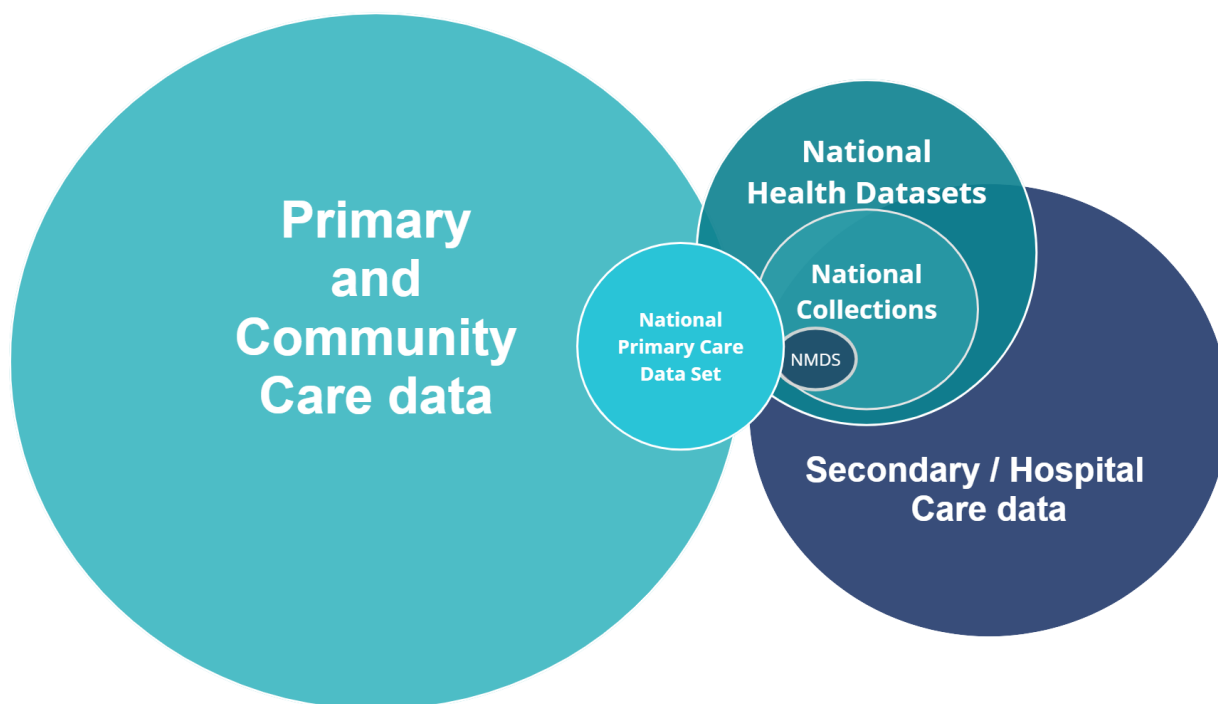 Primary
and
Community
Care data
National
Health Datasets
National
Collections
National
Primary Care
Data Set
NMDS
Secondary / Hospital
Care data